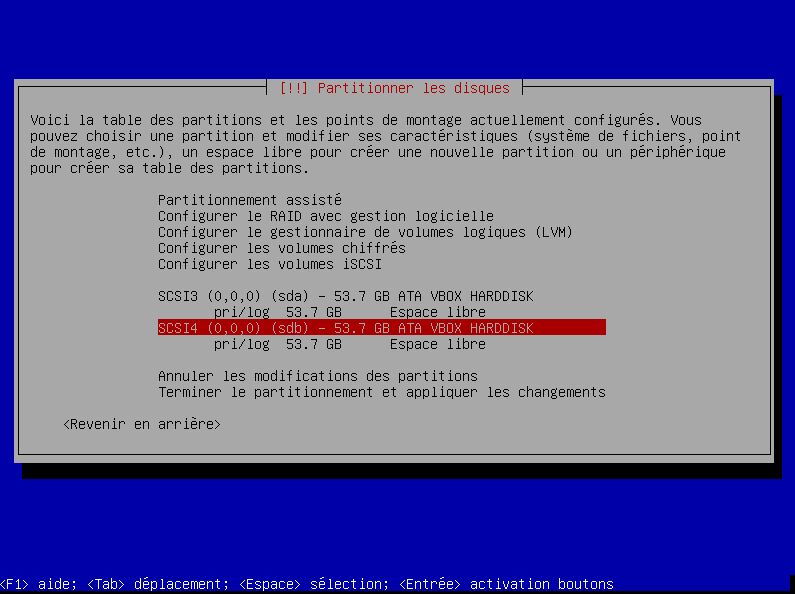 [!!] Partitionner les disques
Voici la table des partitions et les points de montage actuellement configurés. Vous
pouvez choisir une partition et modifier ses caractéristiques (système de fichiers, point
de montage, etc.), un espace libre pour créer une nouvelle partition ou un périphérique
pour créer sa table des partitions.
Partitionnement assisté
Configurer le RAID avec gestion logicielle
Configurer le gestionnaire de volumes logiques (LVM)
Configurer les volumes chiffrés
Configurer les volumes iSCSI
SCSI3 (0,0,0) (sda) - 53.7 GB ATA VBOX HARDDISK
pri/log 53.7 GB Espace libre
SCSI4 (0,0,0) (sdb) - 53.7 GB ATA VBOX HARDDISK
pri/log 53.7 GB Espace libre
Annuler les modifications des partitions
Terminer le partitionnement et appliquer les changements
<Revenir en arrière>
<F1> aide; <Tab> déplacement; <Espace> sélection; <Entrée> activation boutons